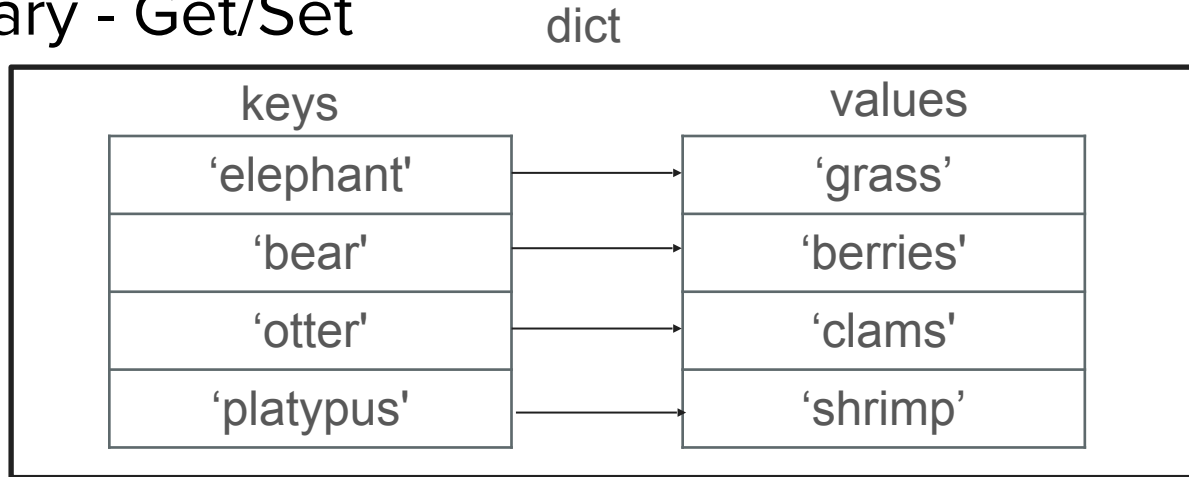 ary - Get/Set
dict
keys values
‘elephant' ‘grass’
‘bear' ‘berries'
‘otter' ‘clams'
‘platypus' ‘shrimp’